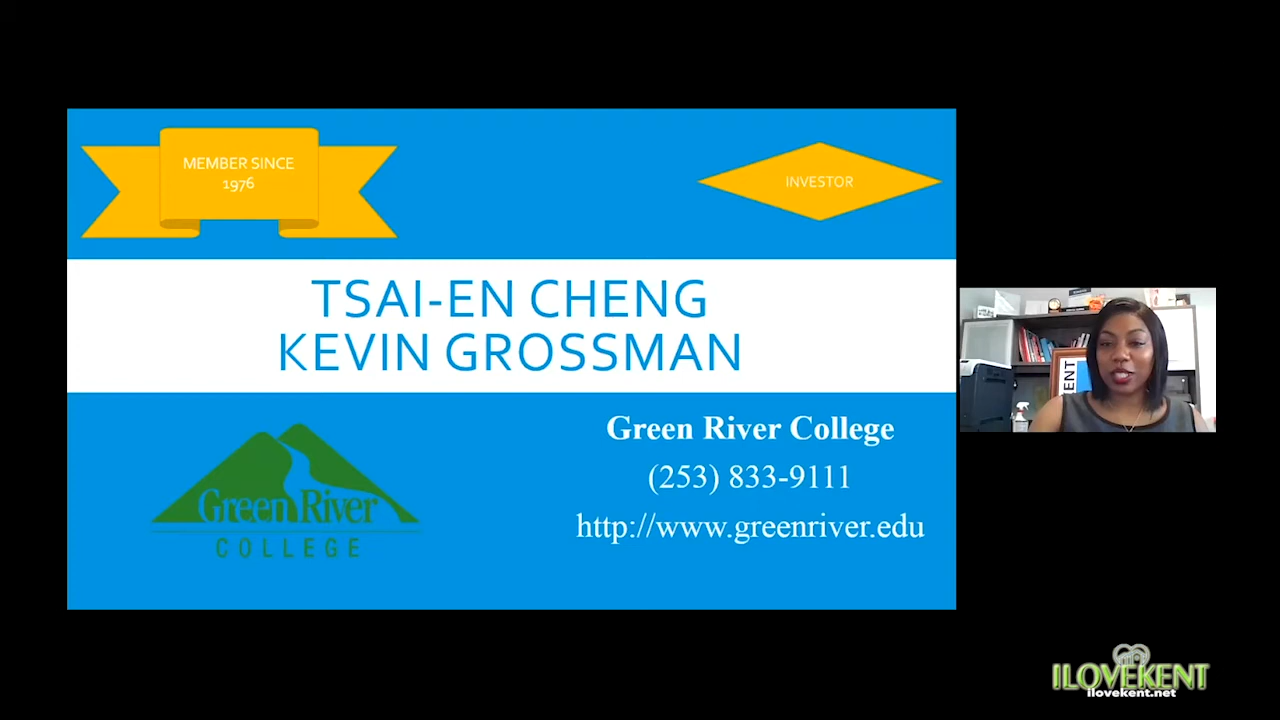 MEMBER SINCE
1976
INVESTOR
TSAI-EN CHENG
KEVIN GROSSMAN
Green River
COLLEGE
Green River College
(253) 833-9111
http://www.greenriver.edu
ENT
ILOVEKENT
ilovekent.net